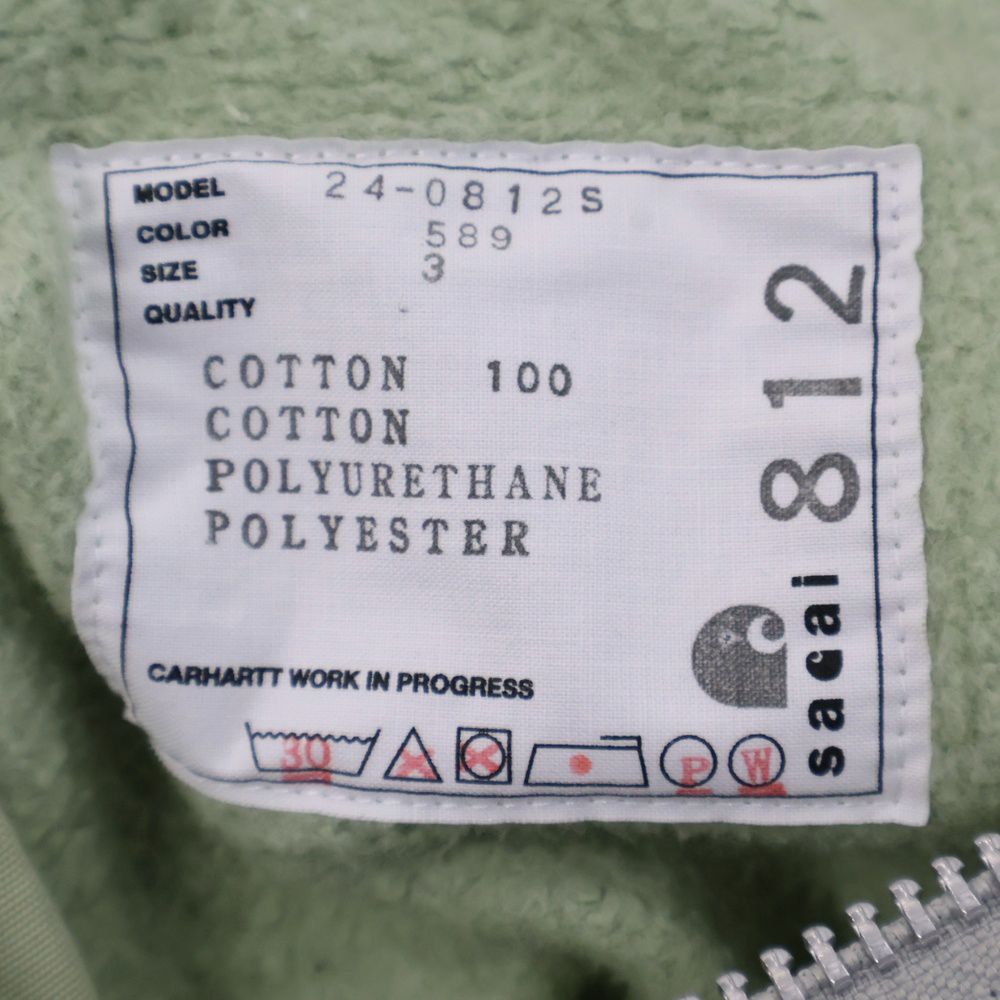 MODEL 24-0812S
COLOR 589
SIZE 3
QUALITY
COTTON 100
COTTON
POLYURETHANE
POLYESTER
CARHARTT WORK IN PROGRESS
30
P
W
sacai
812